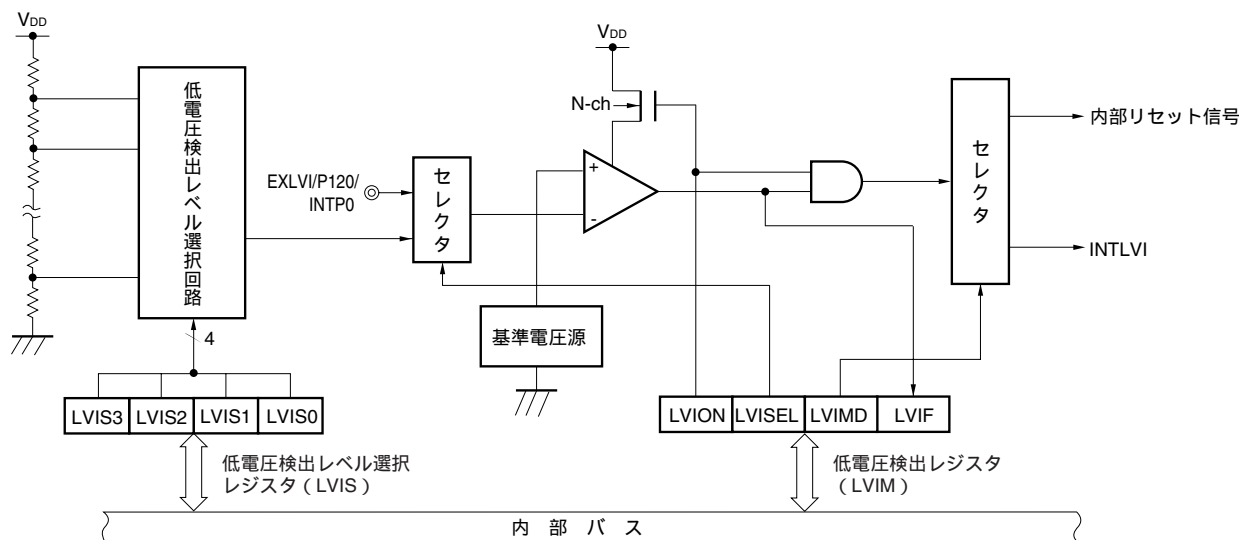 VDD
低電圧検出レベル選択回路
4
LVIS3 LVIS2 LVIS1 LVIS0
低電圧検出レベル選択
レジスタ（LVIS）
EXLVI/P120/
INTP0
セレクタ
VDD
N-ch
+
-
基準電圧源
セレクタ
内部リセット信号
INTLVI
LVION LVISEL LVIMD LVIF
低電圧検出レジスタ
（LVIM）
内 部 バ ス